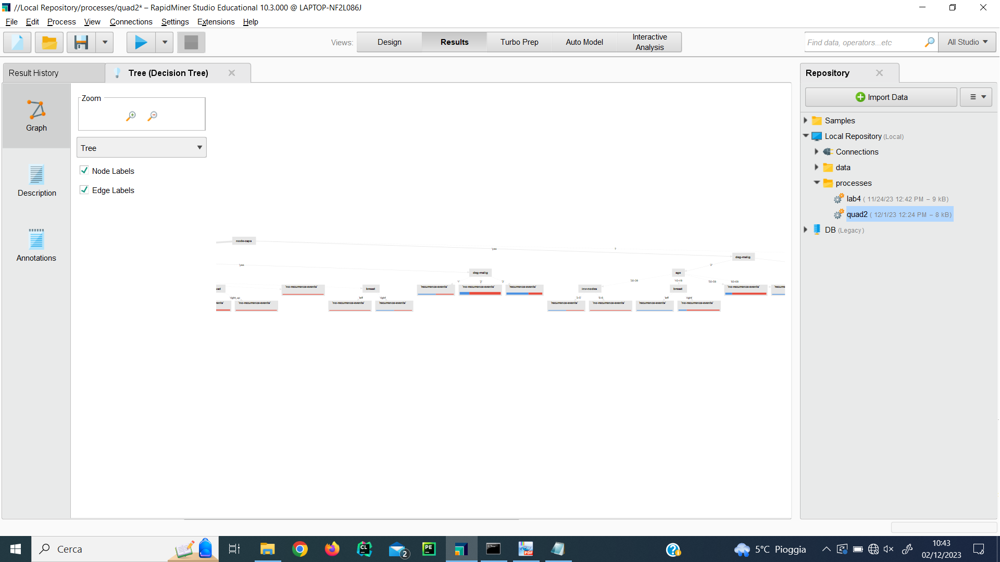 //Local Repository/processes/quad2* – RapidMiner Studio Educational 10.3.000 @ LAPTOP-NF2L086J
File Edit Process View Connections Settings Extensions Help
Views: Design Results Turbo Prep Auto Model Interactive Analysis
Find data, operators...etc
All Studio
Result History
Tree (Decision Tree)
Repository
Zoom
Tree
Node Labels
Edge Labels
Graph
Description
Annotations
Import Data
Samples
Local Repository (Local)
Connections
data
processes
lab4 ( 11/24/23 12:42 PM – 9 kB)
quad2 ( 12/1/23 12:24 PM – 8 kB)
DB (Legacy)
node-caps
'yes
?
deg-malig
'yes
deg-malig
'2'
age
'1' '2' '3'
'30-39 '40-49 '50-59 '60-69
'no-recurrence-events' breast 'recurrence-events' 'no-recurrence-events' 'recurrence-events' inv-nodes breast 'no-recurrence-events'
'right_up 'left 'right '3-5' '6-8 'left 'right
'no-recurrence-events' 'no-recurrence-events' 'recurrence-events' 'recurrence-events' 'no-recurrence-events' 'recurrence-events' 'no-recurrence-events'
Cerca
CL
2
PE
PDF
5°C Pioggia
10:43
02/12/2023